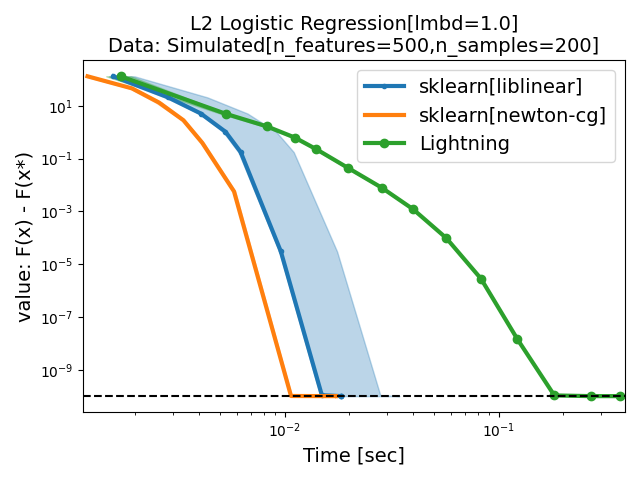 L2 Logistic Regression[lmbd=1.0]
Data: Simulated[n_features=500,n_samples=200]
sklearn[liblinear]
sklearn[newton-cg]
Lightning
value: F(x) - F(x*)
10¹
10⁻¹
10⁻³
10⁻⁵
10⁻⁷
10⁻⁹
10⁻²
10⁻¹
Time [sec]